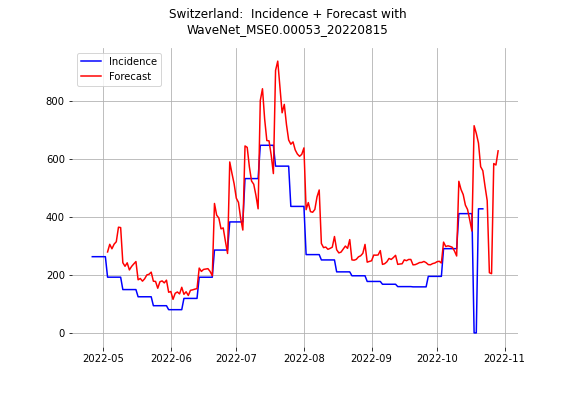 Switzerland:  Incidence + Forecast with
WaveNet_MSE0.00053_20220815
Incidence
Forecast
800
600
400
200
0
2022-05 2022-06 2022-07 2022-08 2022-09 2022-10 2022-11